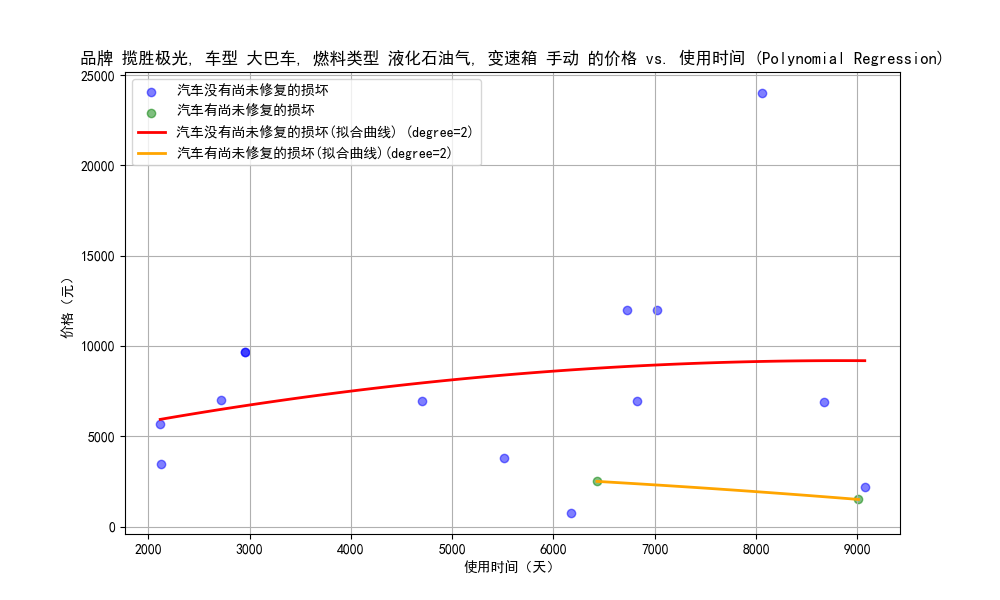 品牌 揽胜极光, 车型 大巴车, 燃料类型 液化石油气, 变速箱 手动 的价格 vs. 使用时间 (Polynomial Regression)
汽车没有尚未修复的损坏
汽车有尚未修复的损坏
汽车没有尚未修复的损坏(拟合曲线) (degree=2)
汽车有尚未修复的损坏(拟合曲线)(degree=2)
价格（元）
25000
20000
15000
10000
5000
0
2000 3000 4000 5000 6000 7000 8000 9000
使用时间（天）